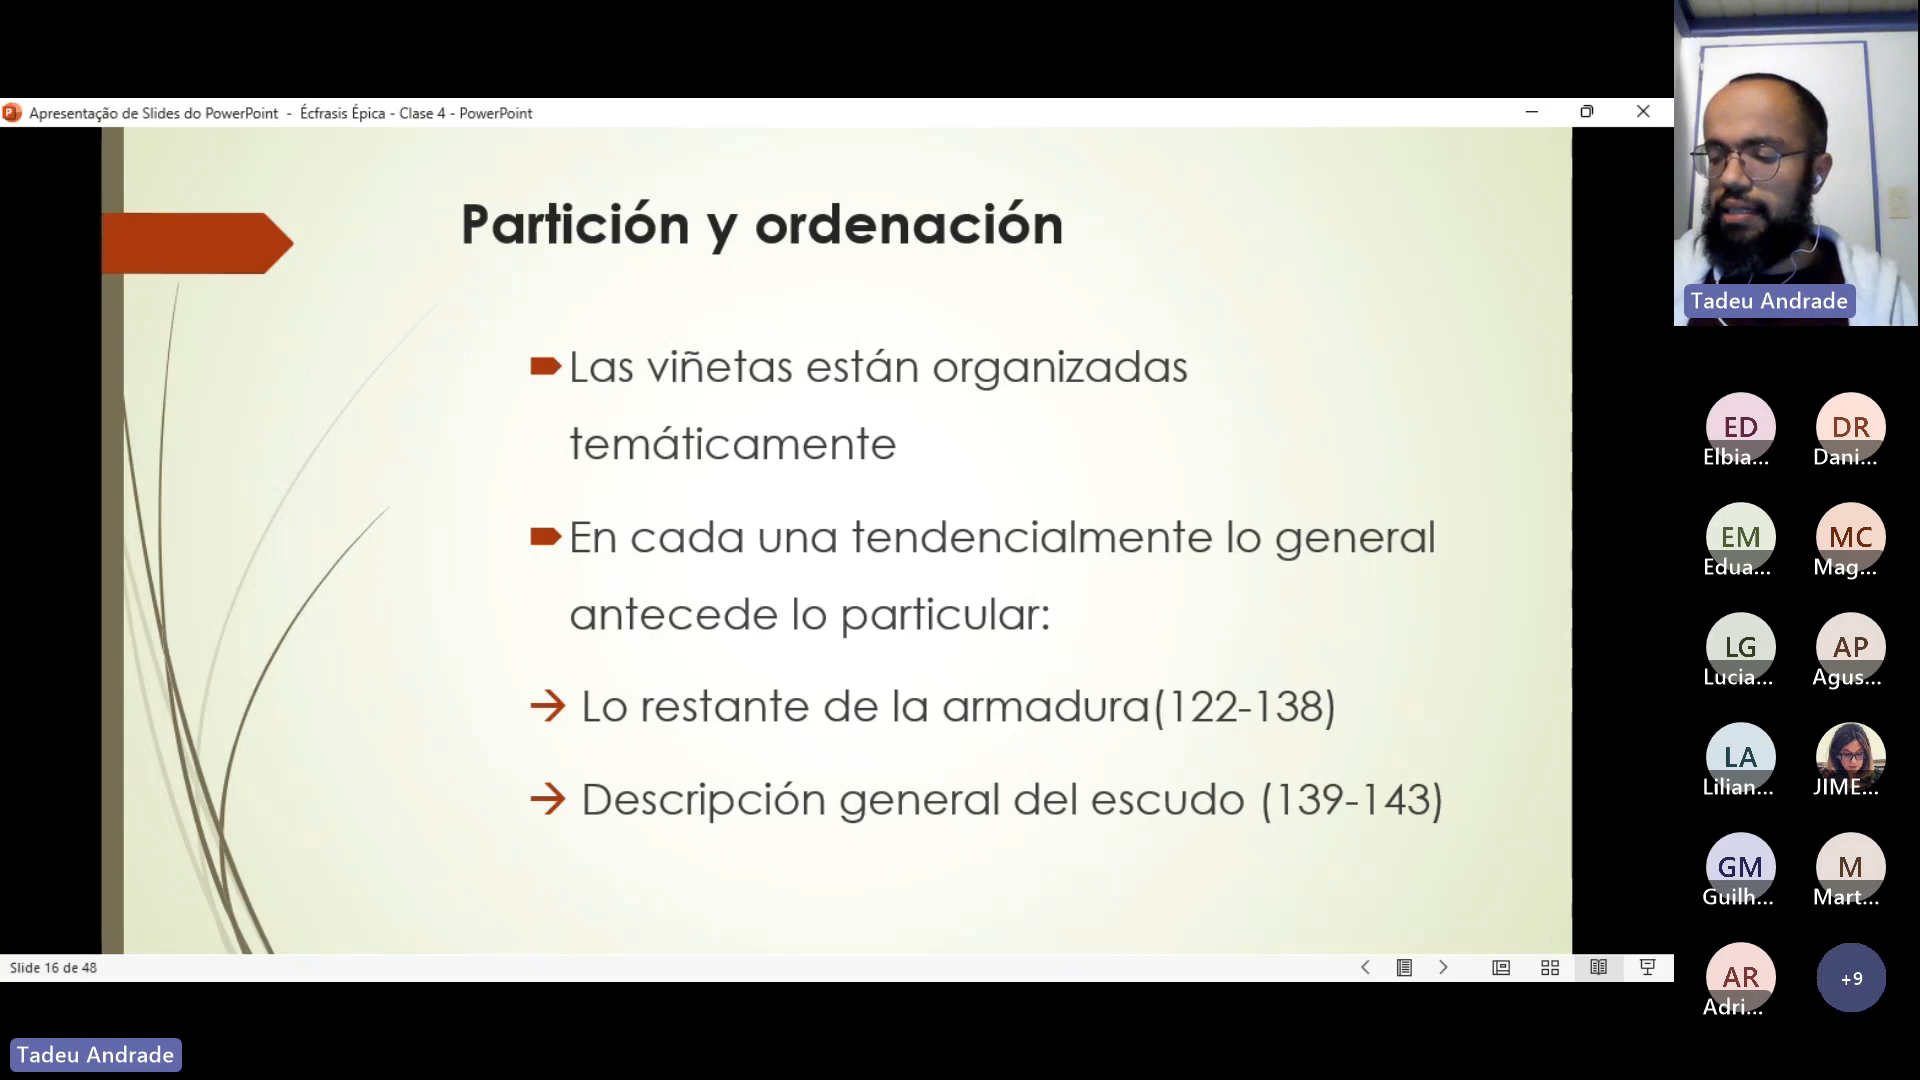 Apresentação de Slides do PowerPoint - Écfrasis Épica - Clase 4 - PowerPoint
Partición y ordenación
Las viñetas están organizadas
temáticamente
En cada una tendencialmente lo general
antecede lo particular:
→ Lo restante de la armadura(122-138)
→ Descripción general del escudo (139-143)
Slide 16 de 48
Tadeu Andrade
Tadeu Andrade
ED
DR
Elbia...
Dani...
EM
MC
Edua...
Mag...
LG
AP
Lucia...
Agus...
LA
Lilian...
JIME...
GM
M
Guilh...
Mart...
AR
+9
Adri...